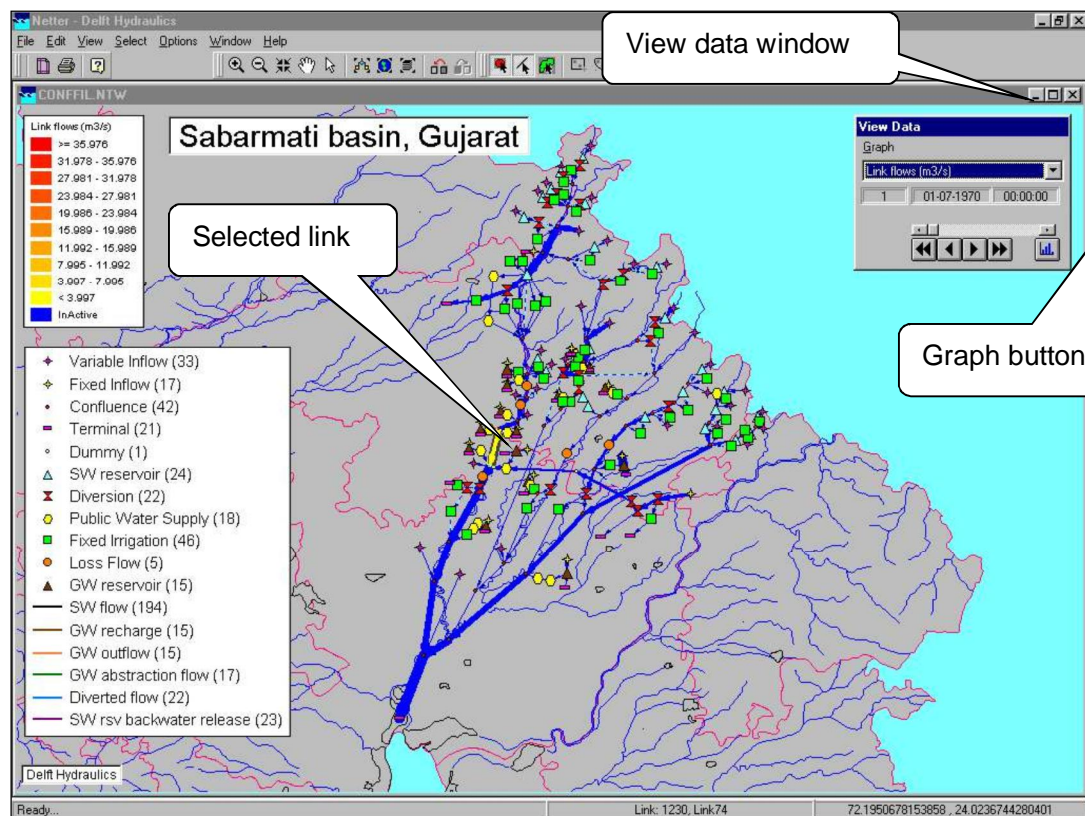 Netter - Delft Hydraulics
File Edit View Select Options Window Help
View data window
CONFFIL.NTW
Link flows (m3/s)
>= 35.976
31.978 - 35.976
27.981 - 31.978
23.984 - 27.981
19.986 - 23.984
15.989 - 19.986
11.992 - 15.989
7.995 - 11.992
3.997 - 7.995
< 3.997
InActive
Sabarmati basin, Gujarat
View Data
Graph
Link flows (m3/s)
1 01-07-1970 00:00:00
Selected link
Graph button
Variable Inflow (33)
Fixed Inflow (17)
Confluence (42)
Terminal (21)
Dummy (1)
SW reservoir (24)
Diversion (22)
Public Water Supply (18)
Fixed Irrigation (46)
Loss Flow (5)
GW reservoir (15)
SW flow (194)
GW recharge (15)
GW outflow (15)
GW abstraction flow (17)
Diverted flow (22)
SW rsv backwater release (23)
Delft Hydraulics
Ready... Link: 1230, Link74 72.1950678153858 , 24.0236744280401